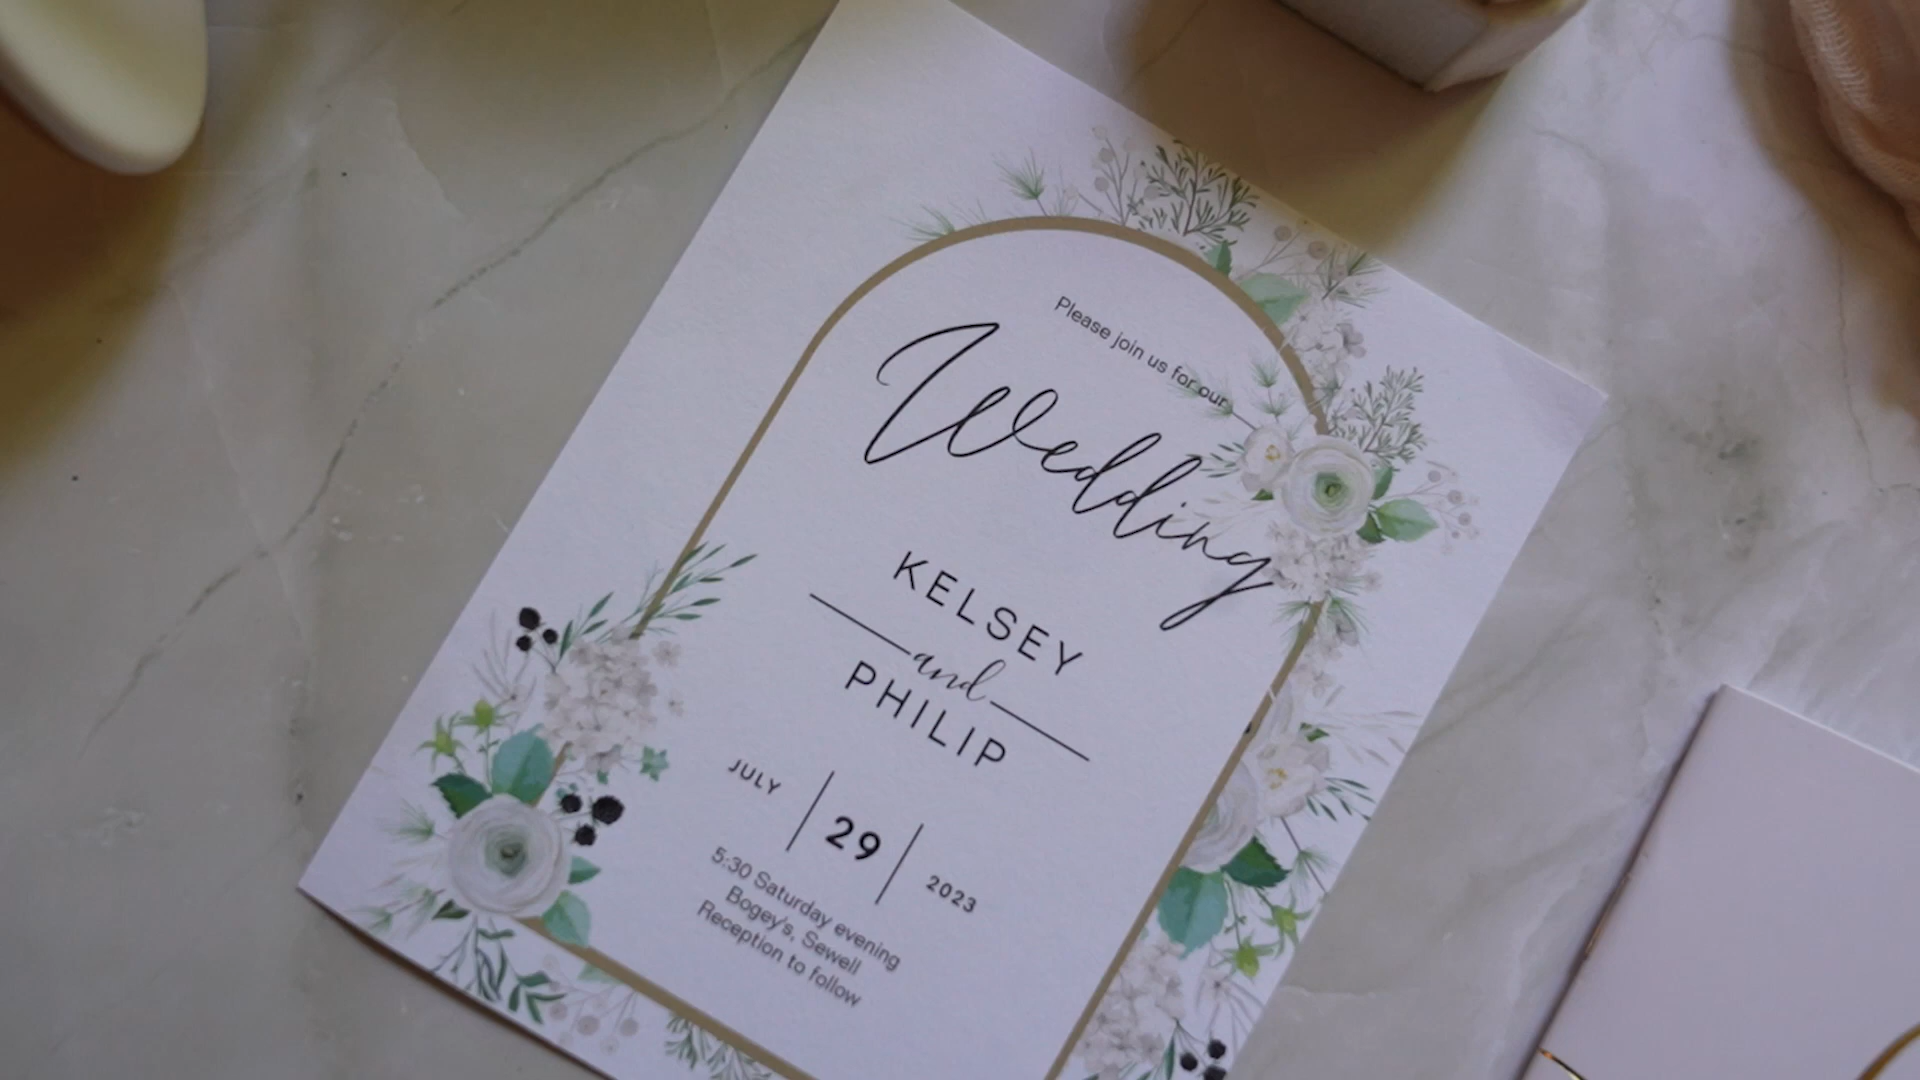 Please join us for our
Wedding
KELSEY
and
PHILIP
JULY
29
2023
5:30 Saturday evening
Bogey's, Sewell
Reception to follow